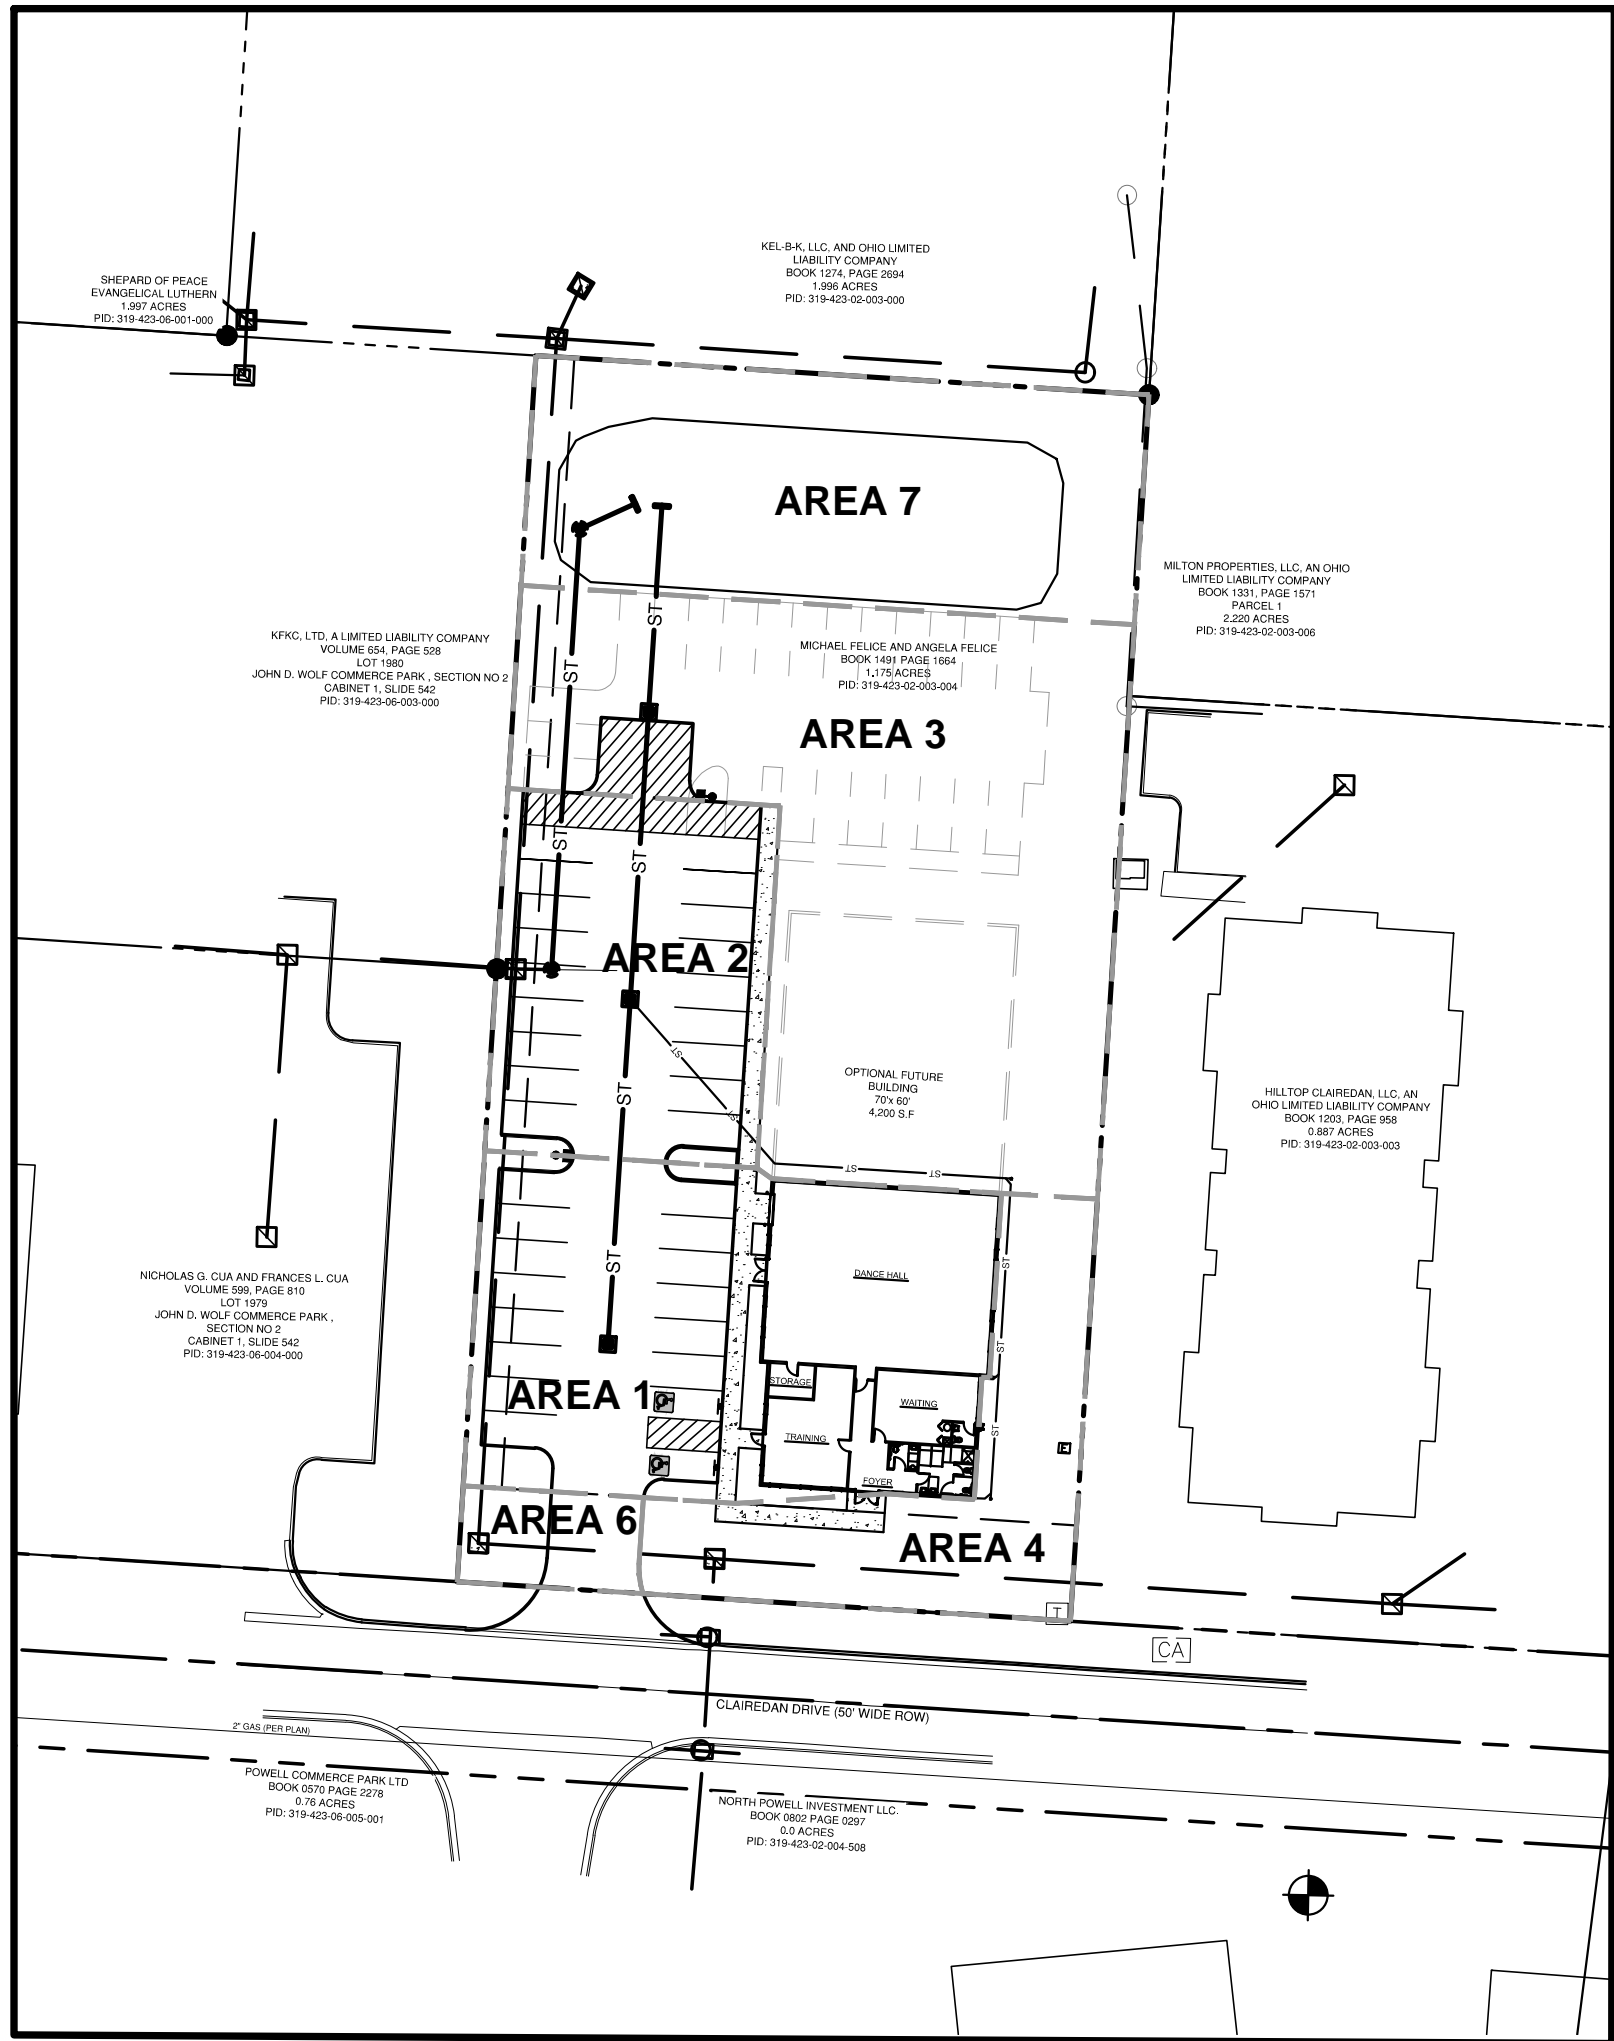 KEL-B-K, LLC, AND OHIO LIMITED
LIABILITY COMPANY
BOOK 1274, PAGE 2694
1.996 ACRES
PID: 319-423-02-003-000
SHEPARD OF PEACE
EVANGELICAL LUTHERN
1.997 ACRES
PID: 319-423-06-001-000
AREA 7
MILTON PROPERTIES, LLC, AN OHIO
LIMITED LIABILITY COMPANY
BOOK 1331, PAGE 1571
PARCEL 1
2.220 ACRES
PID: 319-423-02-003-006
ST
ST
KFKC, LTD, A LIMITED LIABILITY COMPANY
VOLUME 654, PAGE 528
LOT 1980
JOHN D. WOLF COMMERCE PARK , SECTION NO 2
CABINET 1, SLIDE 542
PID: 319-423-06-003-000
MICHAEL FELICE AND ANGELA FELICE
BOOK 1491 PAGE 1664
1.175 ACRES
PID: 319-423-02-003-004
AREA 3
ST
ST
AREA 2
ST
ST
ST
OPTIONAL FUTURE
BUILDING
70'x 60'
4,200 S.F
HILLTOP CLAIREDAN, LLC, AN
OHIO LIMITED LIABILITY COMPANY
BOOK 1203, PAGE 958
0.887 ACRES
PID: 319-423-02-003-003
ST
ST
ST
ST
DANCE HALL
NICHOLAS G. CUA AND FRANCES L. CUA
VOLUME 599, PAGE 810
LOT 1979
JOHN D. WOLF COMMERCE PARK ,
SECTION NO 2
CABINET 1, SLIDE 542
PID: 319-423-06-004-000
ST
STORAGE
AREA 1
WAITING
ST
TRAINING
E
FOYER
AREA 6
AREA 4
T
CA
CLAIREDAN DRIVE (50' WIDE ROW)
2" GAS (PER PLAN)
POWELL COMMERCE PARK LTD
BOOK 0570 PAGE 2278
0.76 ACRES
PID: 319-423-06-005-001
NORTH POWELL INVESTMENT LLC.
BOOK 0802 PAGE 0297
0.0 ACRES
PID: 319-423-02-004-508